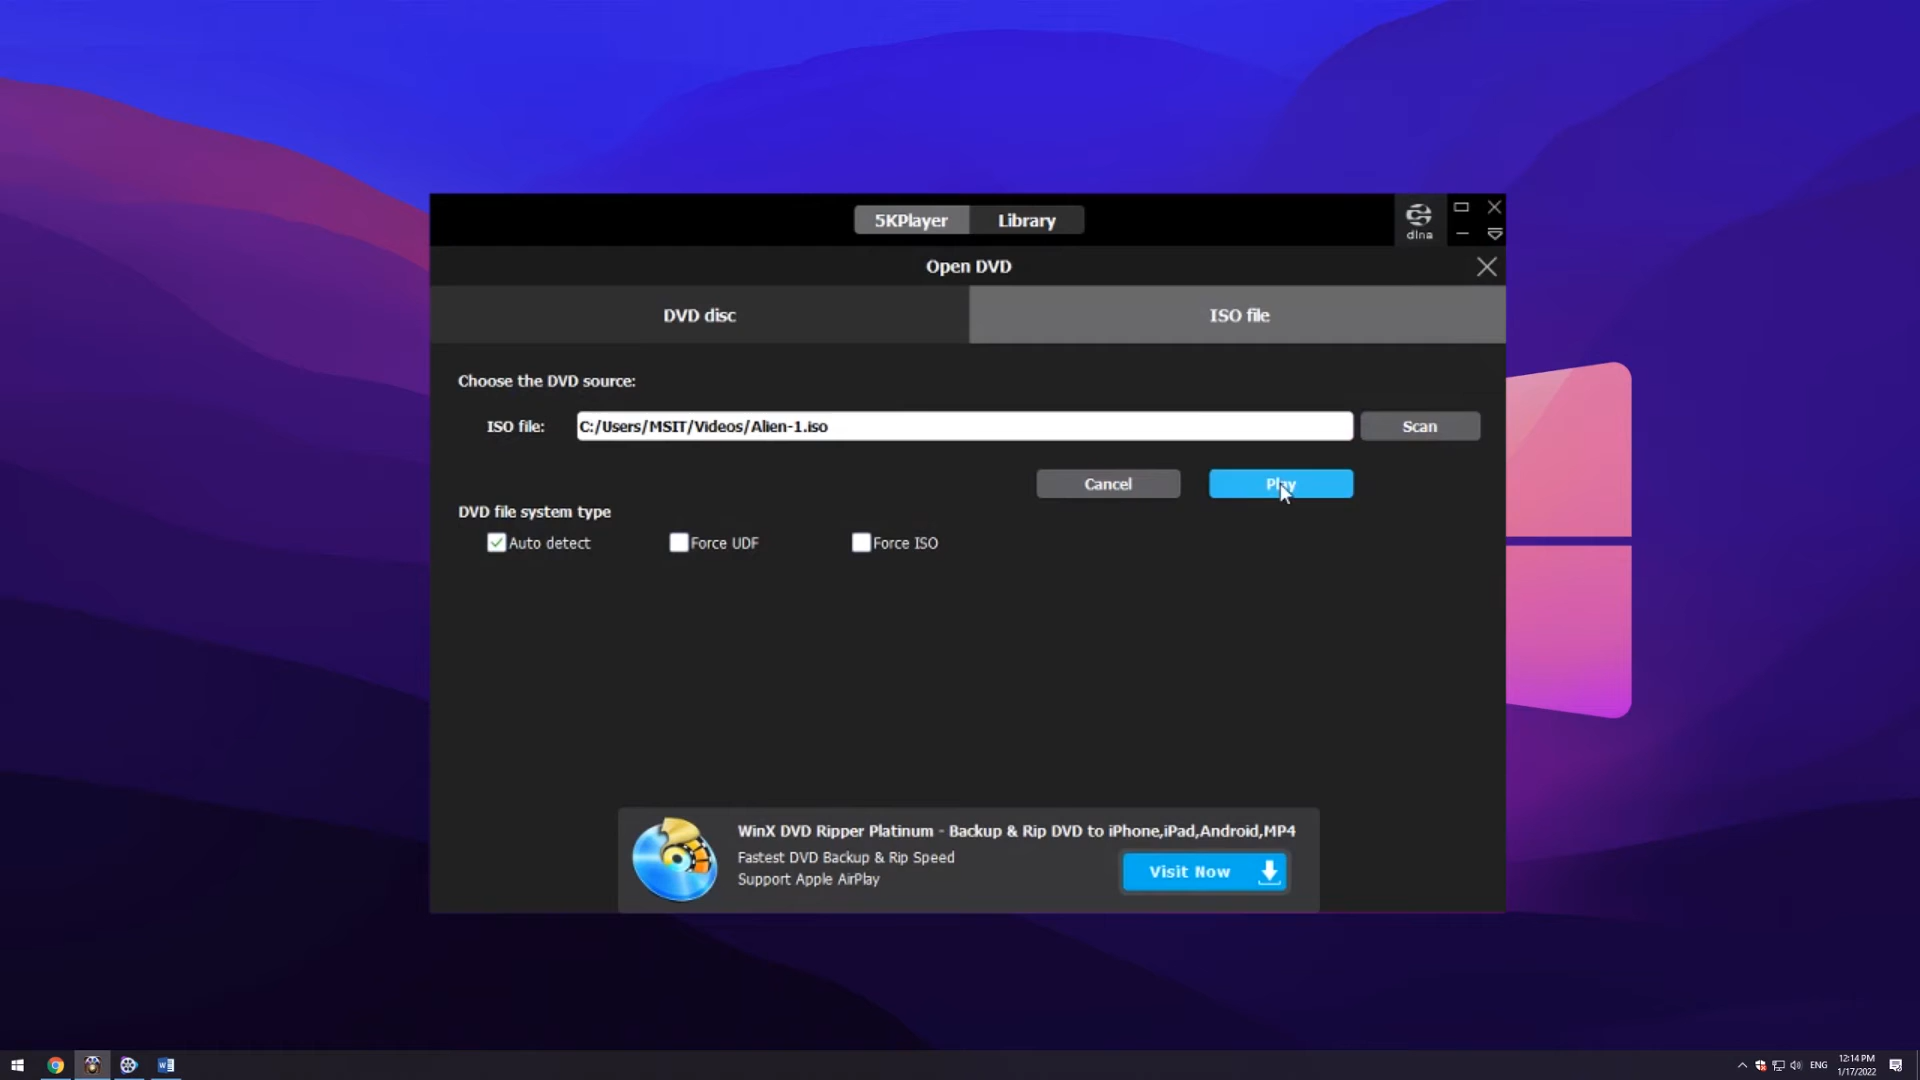 5KPlayer Library
dlna
Open DVD
DVD disc ISO file
Choose the DVD source:
ISO file: C:/Users/MSIT/Videos/Alien-1.iso Scan
Cancel Play
DVD file system type
Auto detect Force UDF Force ISO
WinX DVD Ripper Platinum - Backup & Rip DVD to iPhone,iPad,Android,MP4
Fastest DVD Backup & Rip Speed
Support Apple AirPlay
Visit Now
ENG
12:14 PM
1/17/2022